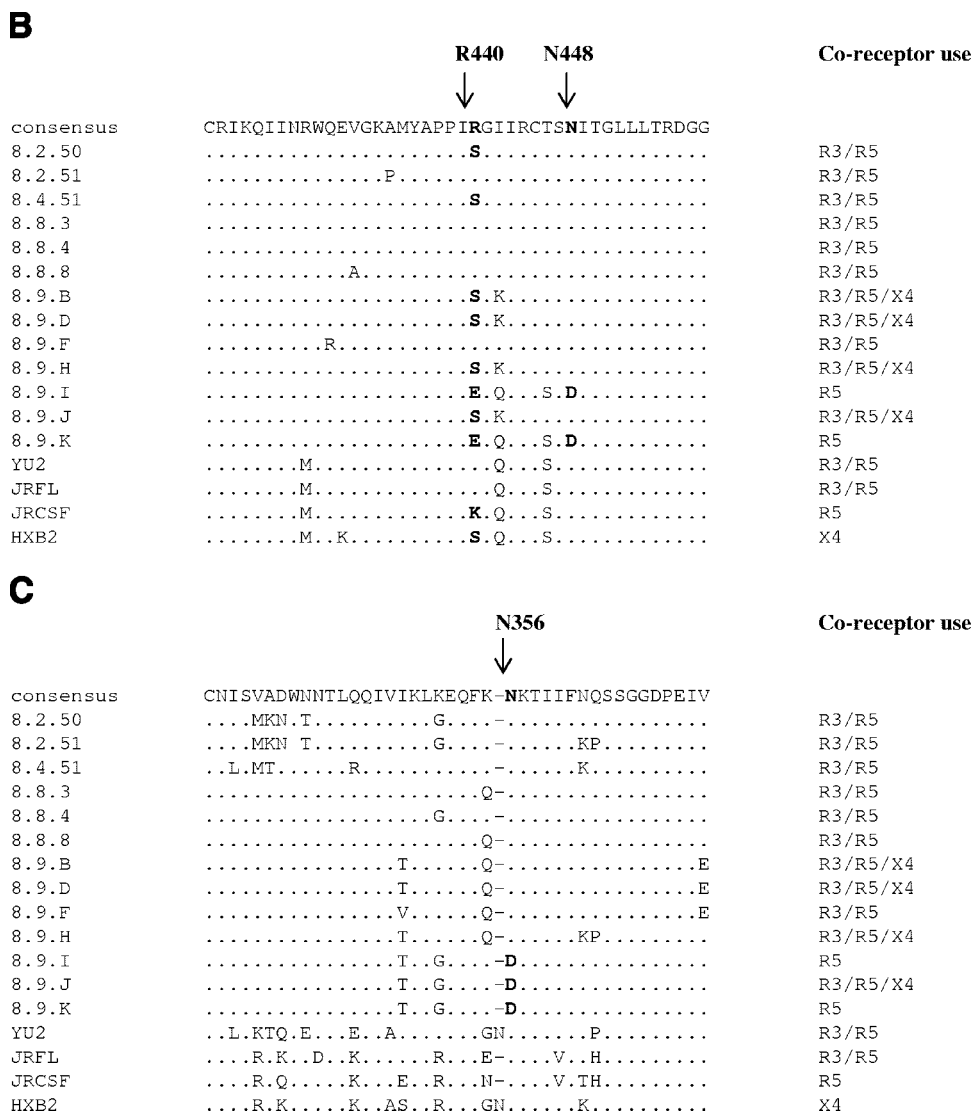 B
R440 N448 Co-receptor use
consensus CRIKQIINRWQEVGKAMYAPPIRGIIRCTSNITGLLLTRDGG
8.2.50 ......................S................... R3/R5
8.2.51 ...............P.......................... R3/R5
8.4.51 ......................S................... R3/R5
8.8.3 .......................................... R3/R5
8.8.4 .......................................... R3/R5
8.8.8 ............A............................. R3/R5
8.9.B ......................S.K................. R3/R5/X4
8.9.D ......................S.K................. R3/R5/X4
8.9.F ..........R............................... R3/R5
8.9.H ......................S.K................. R3/R5/X4
8.9.I ......................E.Q...S.D........... R5
8.9.J ......................S.K................. R3/R5/X4
8.9.K ......................E.Q...S.D........... R5
YU2 ........M...............Q...S............. R3/R5
JRFL ........M...............Q...S............. R3/R5
JRCSF ........M.............K.Q...S............. R5
HXB2 ........M..K..........S.Q...S............. X4
C
N356 Co-receptor use
consensus CNISVADWNNTLQQIVIKLKEQFK-NKTIIFNQSSGGDPEIV
8.2.50 ....MKN.T..........G....-................. R3/R5
8.2.51 ....MKN.T..........G....-......KP......... R3/R5
8.4.51 ..L.MT......R...........-......K.......... R3/R5
8.8.3 .......................Q-................. R3/R5
8.8.4 ...................G....-................. R3/R5
8.8.8 .......................Q-................. R3/R5
8.9.B ................T......Q-................E R3/R5/X4
8.9.D ................T......Q-................E R3/R5/X4
8.9.F ................V......Q-................E R3/R5
8.9.H ................T......Q-......KP......... R3/R5/X4
8.9.I ................T..G....-D................ R5
8.9.J ................T..G....-D................ R3/R5/X4
8.9.K ................T..G....-D................ R5
YU2 ..L.KTQ.E...E..A.......GN.......P......... R3/R5
JRFL ....R.K..D..K......R...E-....V..H......... R3/R5
JRCSF ....R.Q.....K...E..R...N-....V.TH......... R5
HXB2 ....R.K.....K..AS..R...GN......K.......... X4